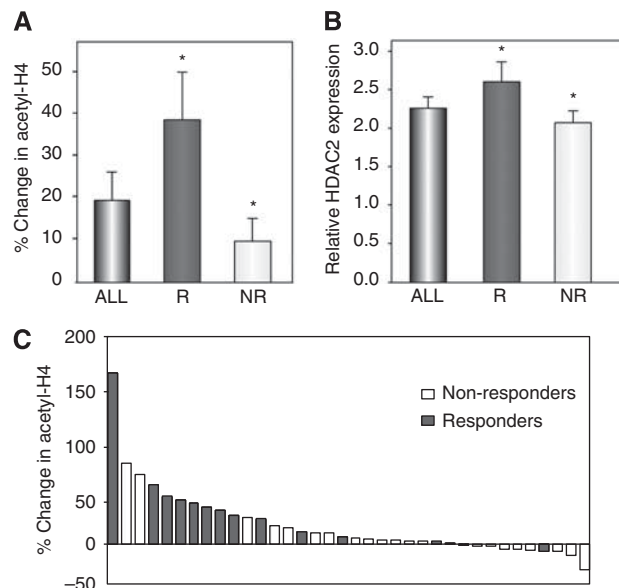 A
% Change in acetyl-H4
50
40
30
20
10
0
*
*
ALL
R
NR
B
Relative HDAC2 expression
3.0
2.5
2.0
1.5
1.0
0.5
0.0
*
*
ALL
R
NR
C
% Change in acetyl-H4
200
150
100
50
0
–50
Non-responders
Responders